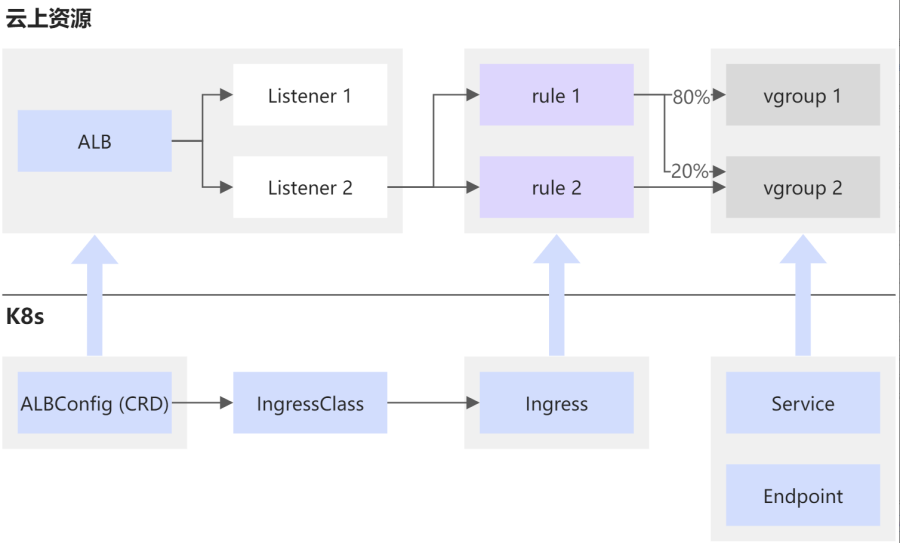 云上资源
ALB
Listener 1
Listener 2
rule 1
rule 2
80%
20%
vgroup 1
vgroup 2
K8s
ALBConfig (CRD)
IngressClass
Ingress
Service
Endpoint